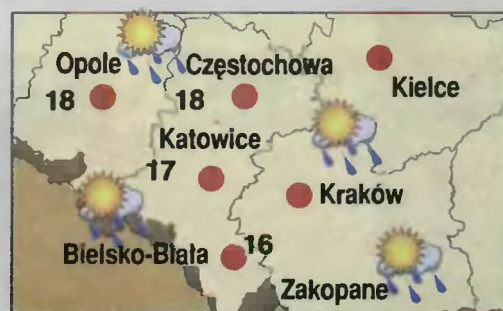 Opole
18
Częstochowa
18
Kielce
Katowice
17
Kraków
Bielsko-Biała
16
Zakopane